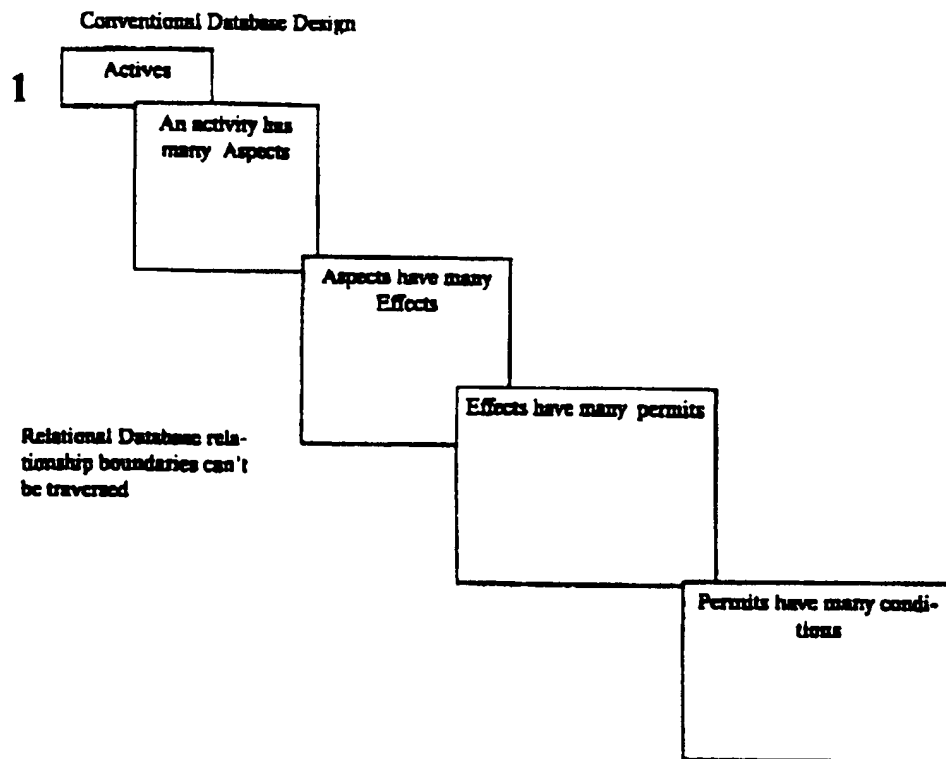 Conventional Database Design
1
Actives
An activity has
many Aspects
Aspects have many
Effects
Effects have many permits
Relational Database rela-
tionship boundaries can't
be traversed
Permits have many condi-
tions